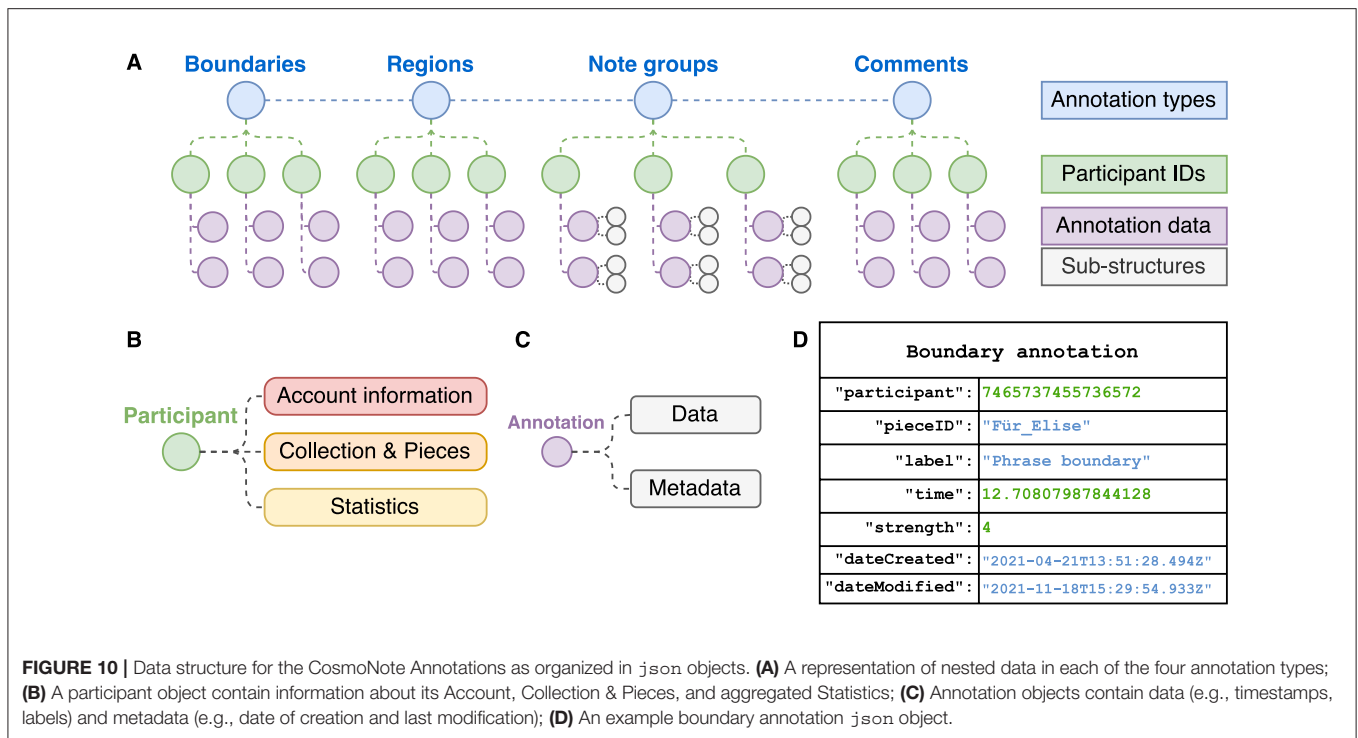 A
Boundaries Regions Note groups Comments
Annotation types
Participant IDs
Annotation data
Sub-structures
B
Participant
Account information
Collection & Pieces
Statistics
C
Annotation
Data
Metadata
D
Boundary annotation
"participant": 7465737455736572
"pieceID": "Für_Elise"
"label": "Phrase boundary"
"time": 12.70807987844128
"strength": 4
"dateCreated": "2021-04-21T13:51:28.494Z"
"dateModified": "2021-11-18T15:29:54.933Z"
FIGURE 10 | Data structure for the CosmoNote Annotations as organized in json objects. (A) A representation of nested data in each of the four annotation types;
(B) A participant object contain information about its Account, Collection & Pieces, and aggregated Statistics; (C) Annotation objects contain data (e.g., timestamps,
labels) and metadata (e.g., date of creation and last modification); (D) An example boundary annotation json object.